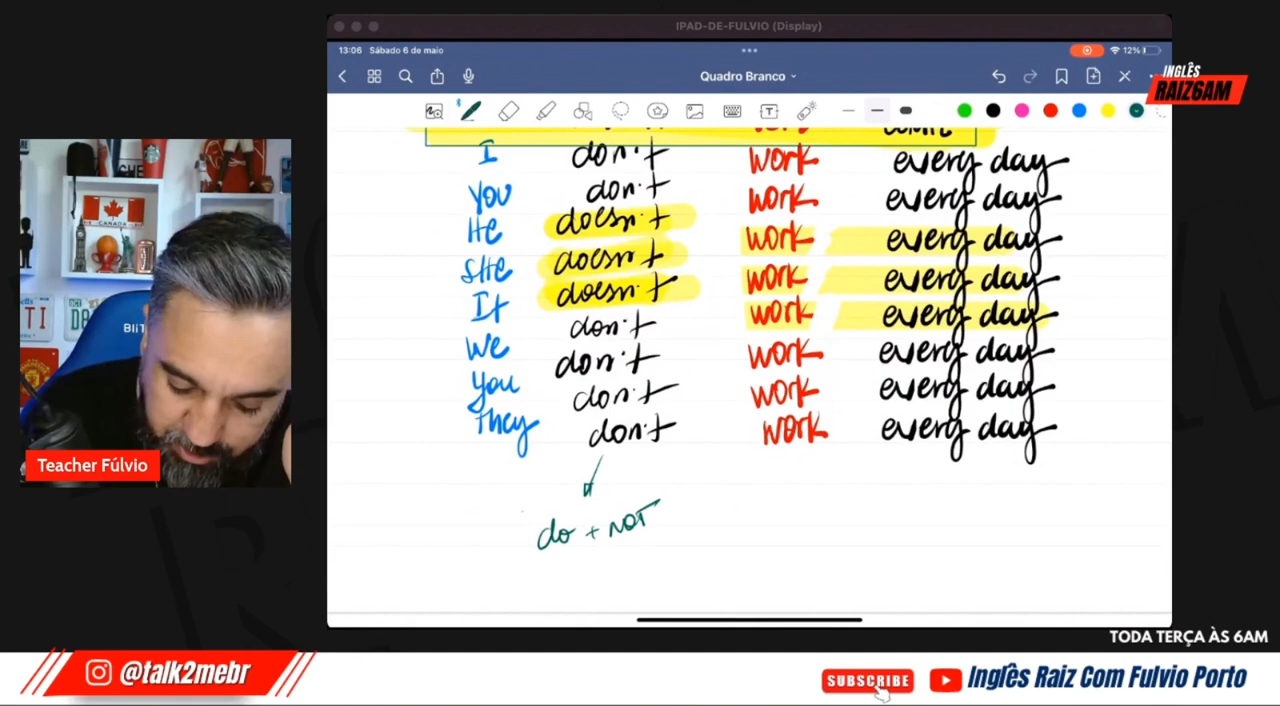 IPAD-DE-FULVIO (Display)
13:06 Sábado 6 de maio
12%
Quadro Branco
INGLÊS
RAIZ6AM
I don't work every day
You don't work every day
He doesn't work every day
She doesn't work every day
It doesn't work every day
We don't work every day
You don't work every day
They don't work every day
don't
do + NOT
CANADA
Teacher Fúlvio
TODA TERÇA ÀS 6AM
@talk2mebr
SUBSCRIBE
Inglês Raiz Com Fulvio Porto